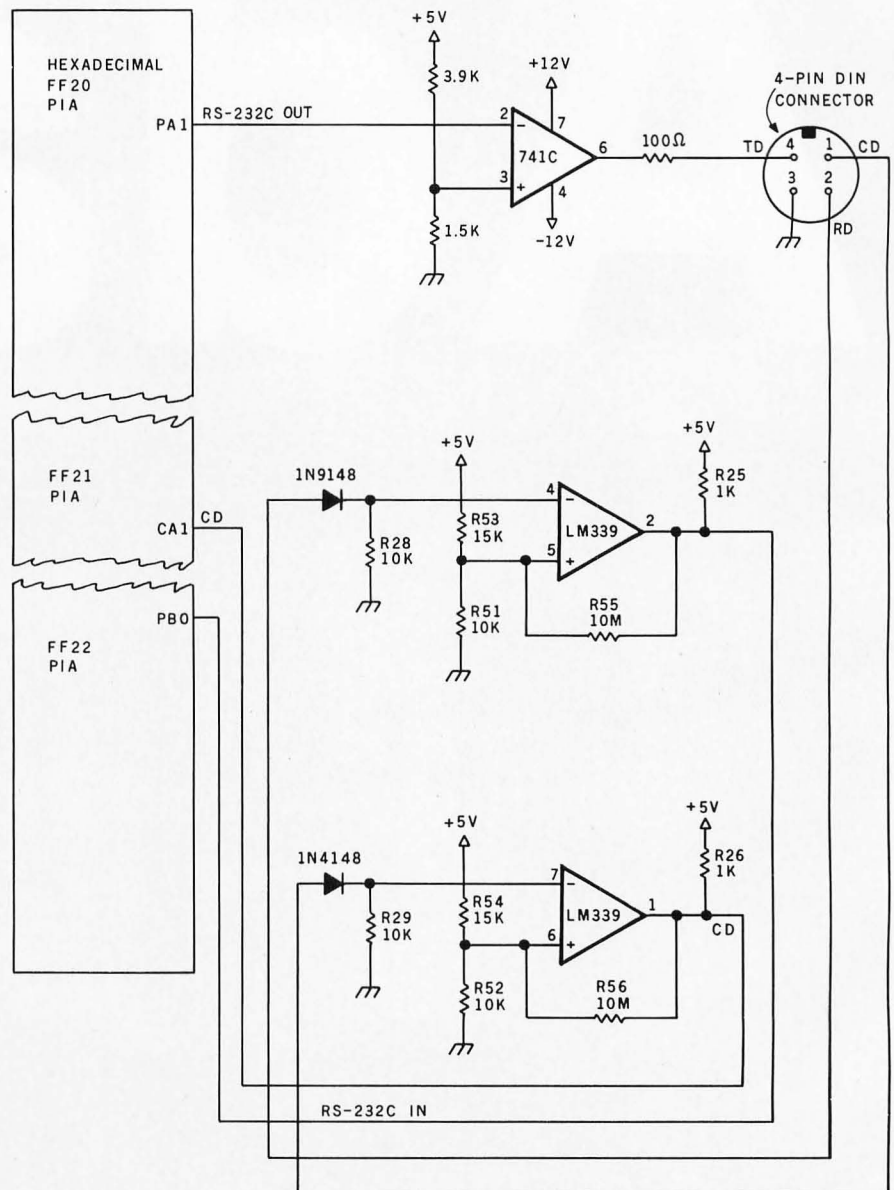 HEXADECIMAL
FF20
PIA
PA1
RS-232C OUT
+5V
3.9K
1.5K
+12V
2
-
7
741C
6
3
+
4
-12V
100Ω
4-PIN DIN
CONNECTOR
TD
4
1
CD
3
2
RD
FF21
PIA
CA1
CD
1N9148
R28
10K
+5V
R53
15K
R51
10K
4
-
LM339
2
5
+
R55
10M
+5V
R25
1K
FF22
PIA
PB0
1N4148
R29
10K
+5V
R54
15K
R52
10K
7
-
LM339
1
6
+
R56
10M
+5V
R26
1K
CD
RS-232C IN